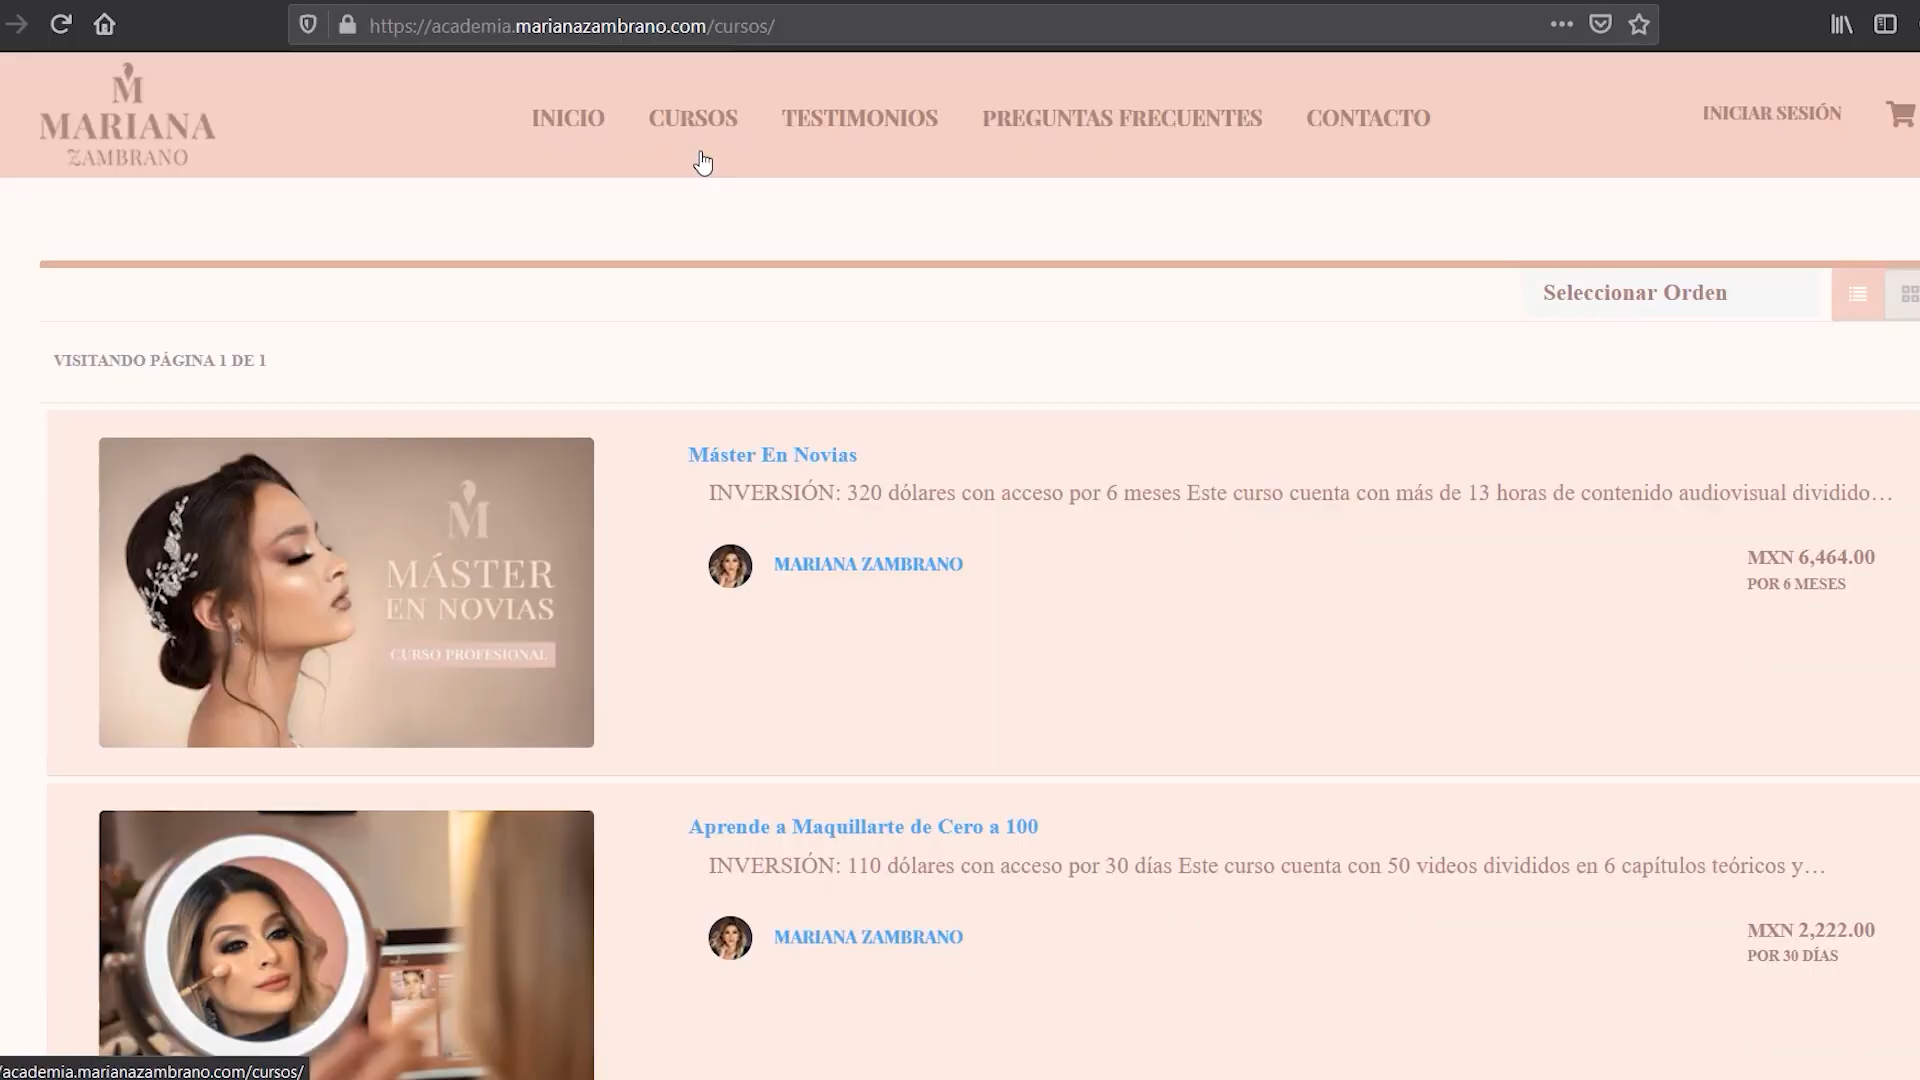 https://academia.marianazambrano.com/cursos/
M
MARIANA
ZAMBRANO
INICIO
CURSOS
TESTIMONIOS
PREGUNTAS FRECUENTES
CONTACTO
INICIAR SESIÓN
Seleccionar Orden
VISITANDO PÁGINA 1 DE 1
M
MÁSTER
EN NOVIAS
CURSO PROFESIONAL
Máster En Novias
INVERSIÓN: 320 dólares con acceso por 6 meses Este curso cuenta con más de 13 horas de contenido audiovisual dividido…
MARIANA ZAMBRANO
MXN 6,464.00
POR 6 MESES
Aprende a Maquillarte de Cero a 100
INVERSIÓN: 110 dólares con acceso por 30 días Este curso cuenta con 50 videos divididos en 6 capítulos teóricos y…
MARIANA ZAMBRANO
MXN 2,222.00
POR 30 DÍAS
/academia.marianazambrano.com/cursos/